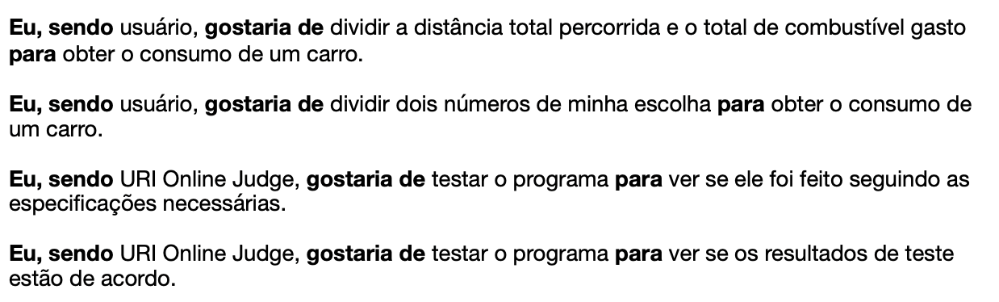 Eu, sendo usuário, gostaria de dividir a distância total percorrida e o total de combustível gasto
para obter o consumo de um carro.
Eu, sendo usuário, gostaria de dividir dois números de minha escolha para obter o consumo de
um carro.
Eu, sendo URI Online Judge, gostaria de testar o programa para ver se ele foi feito seguindo as
especificações necessárias.
Eu, sendo URI Online Judge, gostaria de testar o programa para ver se os resultados de teste
estão de acordo.